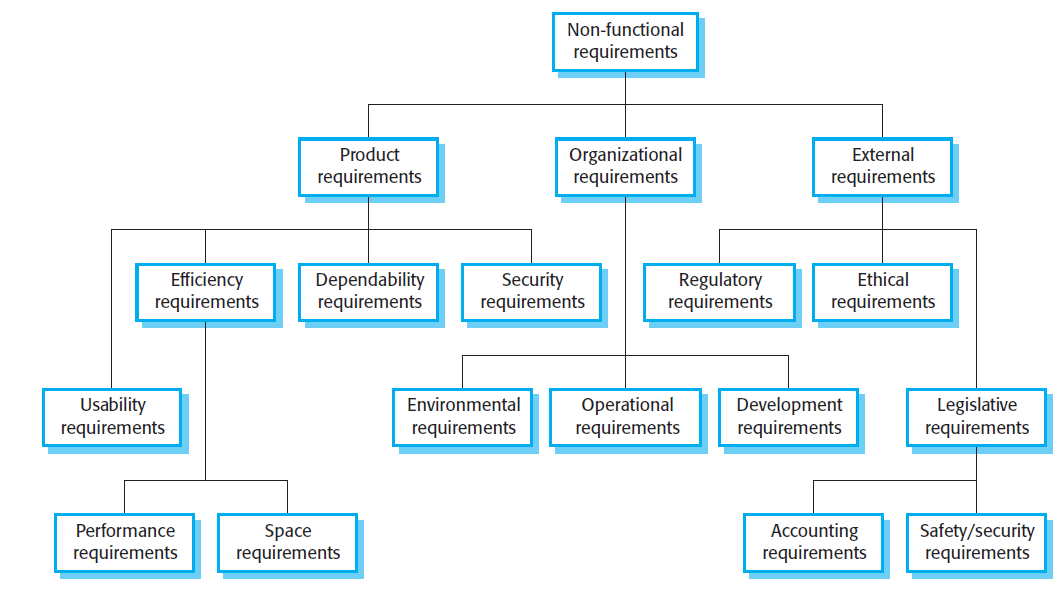 Non-functional
requirements
Product
requirements
Organizational
requirements
External
requirements
Efficiency
requirements
Dependability
requirements
Security
requirements
Regulatory
requirements
Ethical
requirements
Usability
requirements
Environmental
requirements
Operational
requirements
Development
requirements
Legislative
requirements
Performance
requirements
Space
requirements
Accounting
requirements
Safety/security
requirements